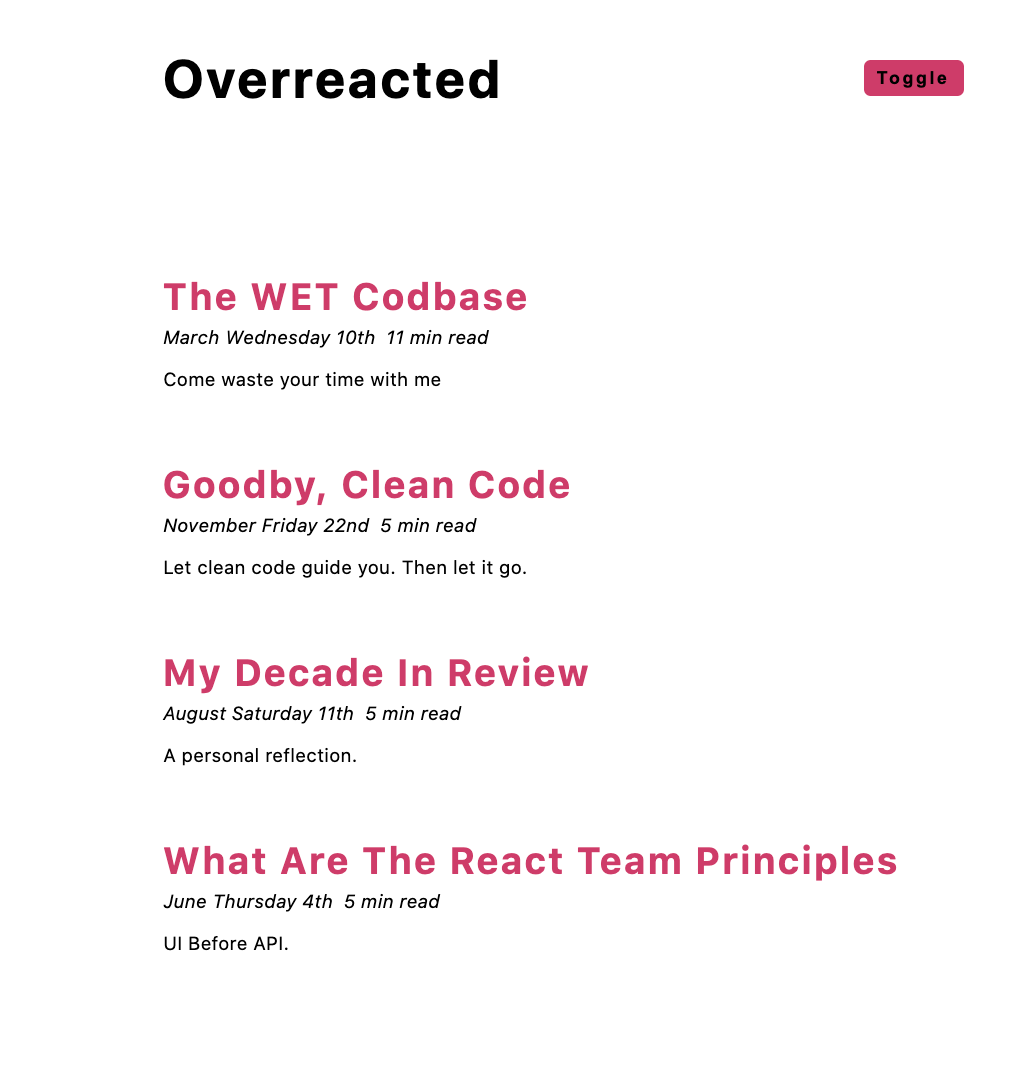 Overreacted
Toggle
The WET Codbase
March Wednesday 10th  11 min read
Come waste your time with me
Goodby, Clean Code
November Friday 22nd  5 min read
Let clean code guide you. Then let it go.
My Decade In Review
August Saturday 11th  5 min read
A personal reflection.
What Are The React Team Principles
June Thursday 4th  5 min read
UI Before API.